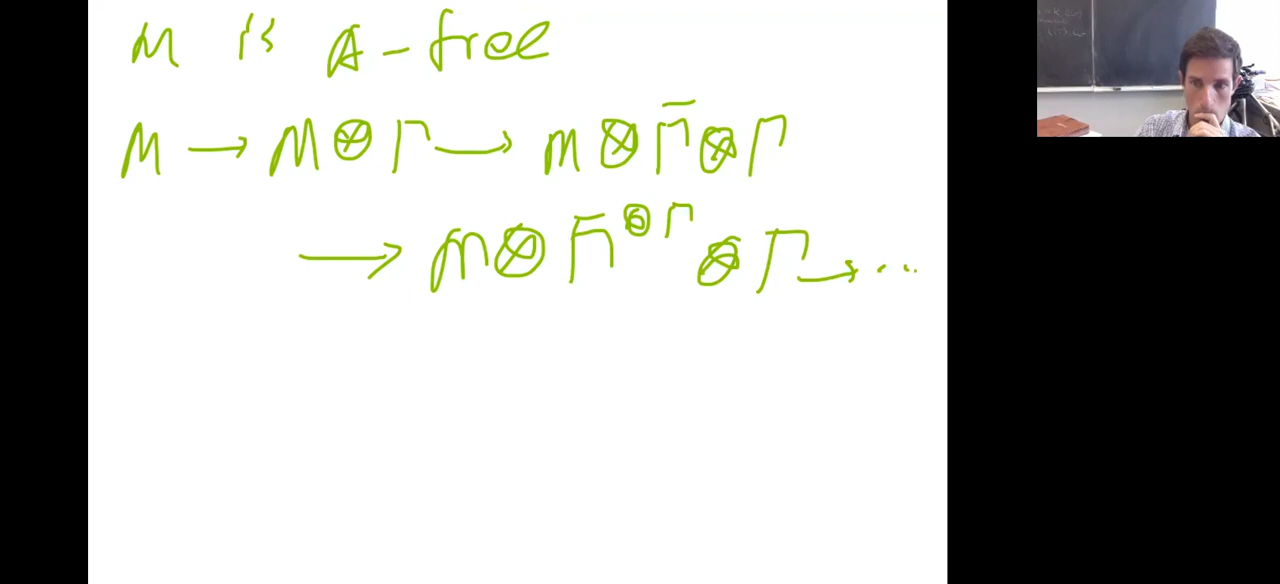 M is A-free
M → M ⊗ Γ → M ⊗ Γ̄ ⊗ Γ
→ M ⊗ Γ̄^{⊗Γ} ⊗ Γ → ...